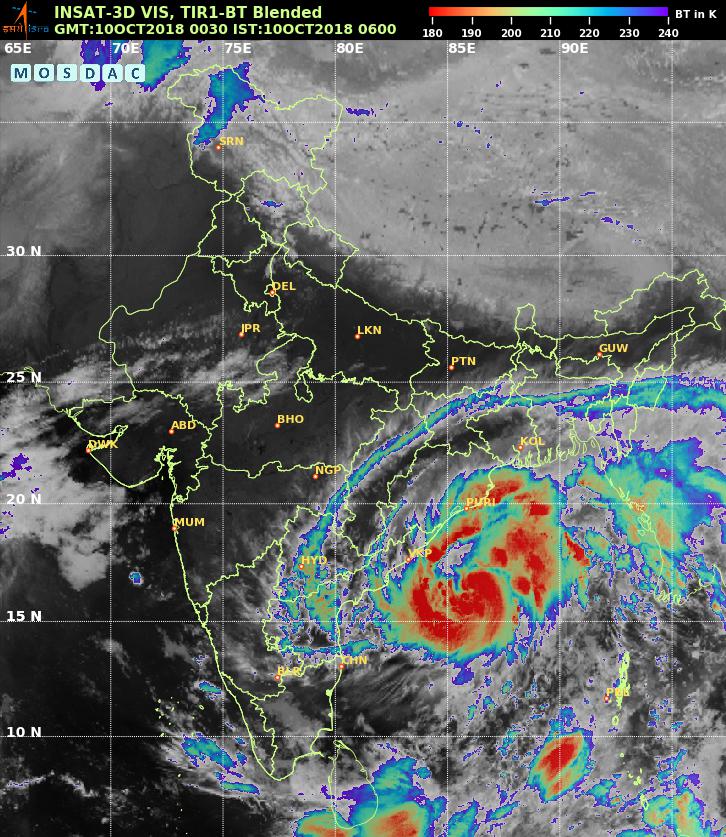 INSAT-3D VIS, TIR1-BT Blended
GMT:10OCT2018 0030 IST:10OCT2018 0600
BT in K
180 190 200 210 220 230 240
65E 70E 75E 80E 85E 90E
M O S D A C
SRN
30 N
DEL
JPR LKN
GUW
PTN
25 N
BHO
ABD
KOL
DWK
NGP
20 N
PURI
MUM
VKP
HYD
15 N
CHN
BLR
10 N